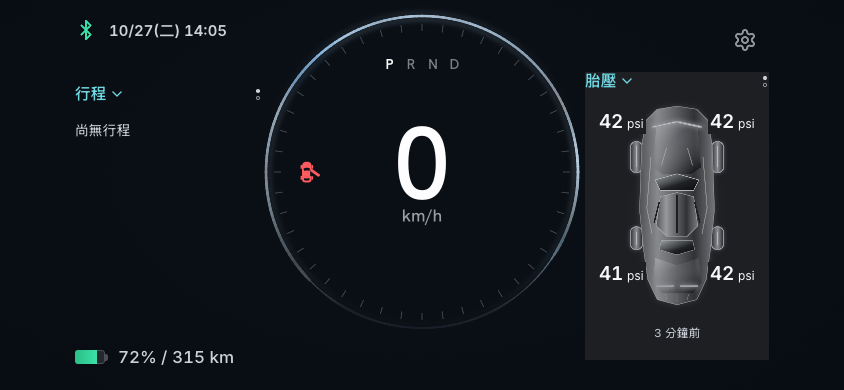 10/27(二) 14:05
P R N D
行程
尚無行程
0
km/h
胎壓
42 psi
42 psi
41 psi
42 psi
3 分鐘前
72% / 315 km